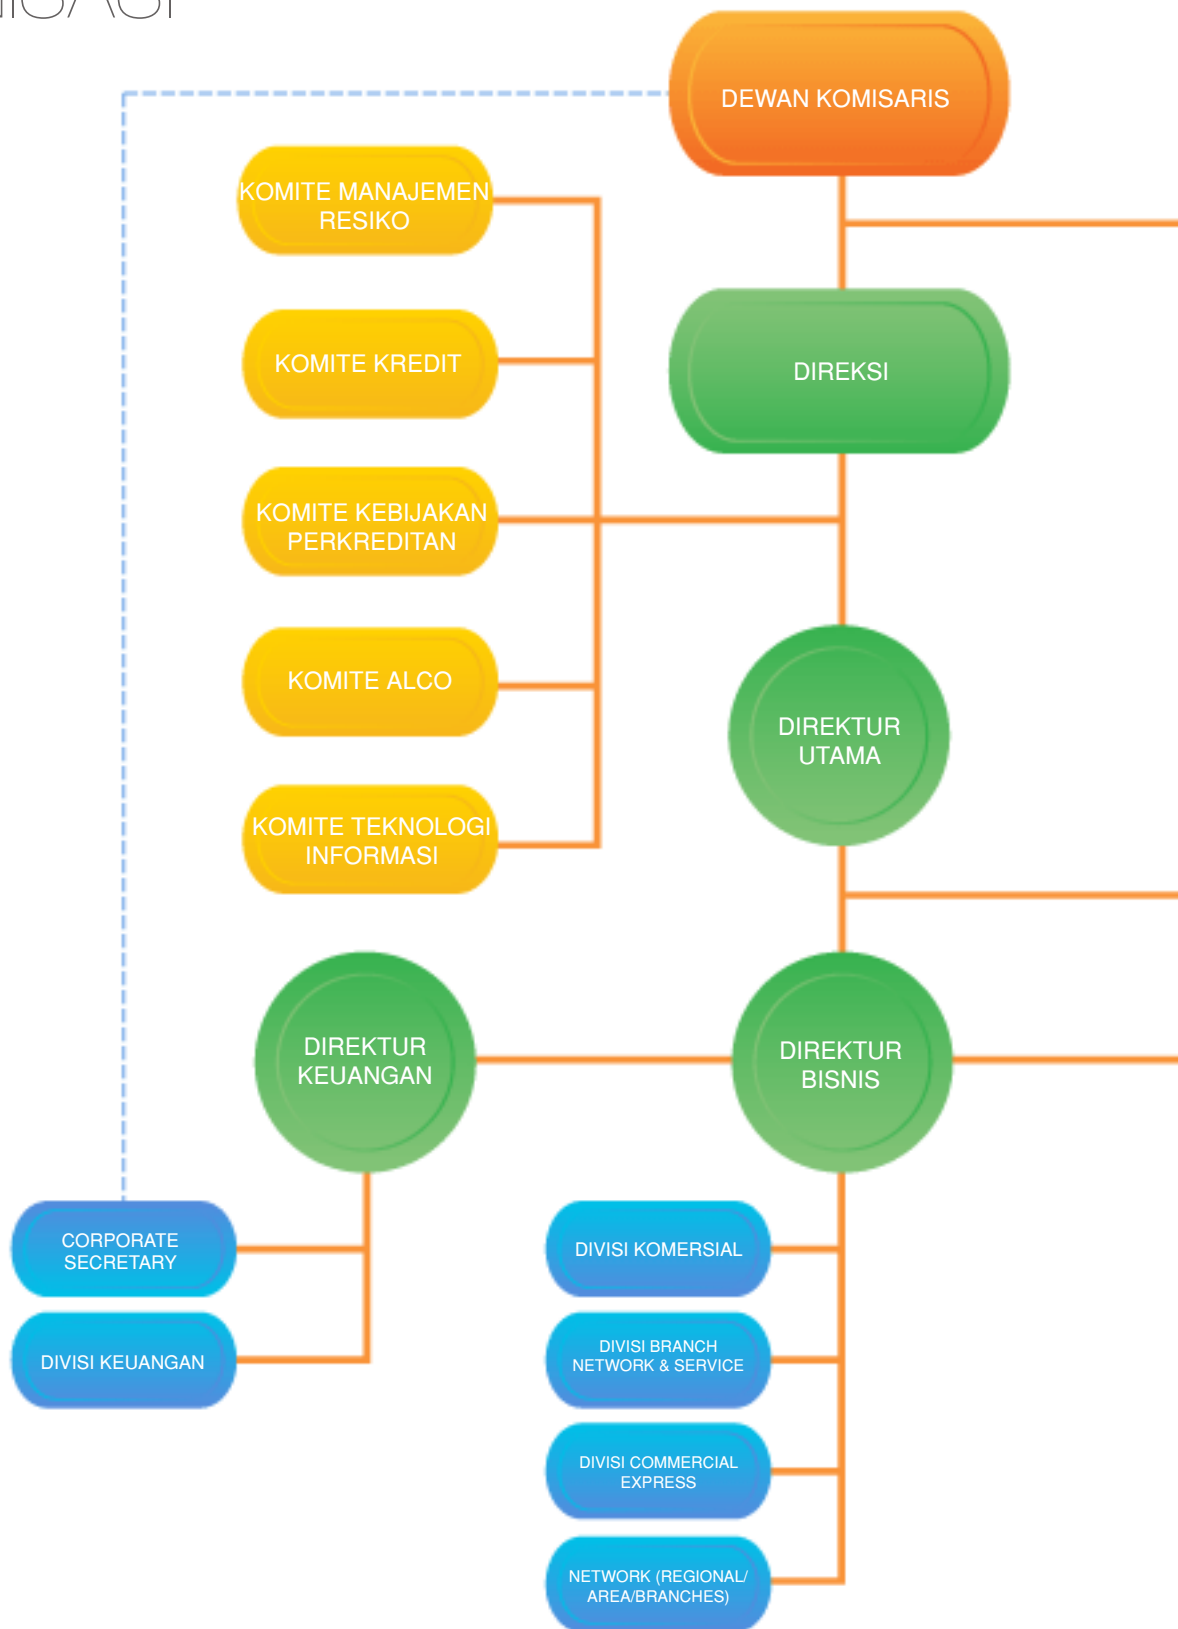 DEWAN KOMISARIS
KOMITE MANAJEMEN
RESIKO
KOMITE KREDIT
DIREKSI
KOMITE KEBIJAKAN
PERKREDITAN
KOMITE ALCO
DIREKTUR
UTAMA
KOMITE TEKNOLOGI
INFORMASI
DIREKTUR
KEUANGAN
DIREKTUR
BISNIS
CORPORATE
SECRETARY
DIVISI KEUANGAN
DIVISI KOMERSIAL
DIVISI BRANCH
NETWORK & SERVICE
DIVISI COMMERCIAL
EXPRESS
NETWORK (REGIONAL/
AREA/BRANCHES)